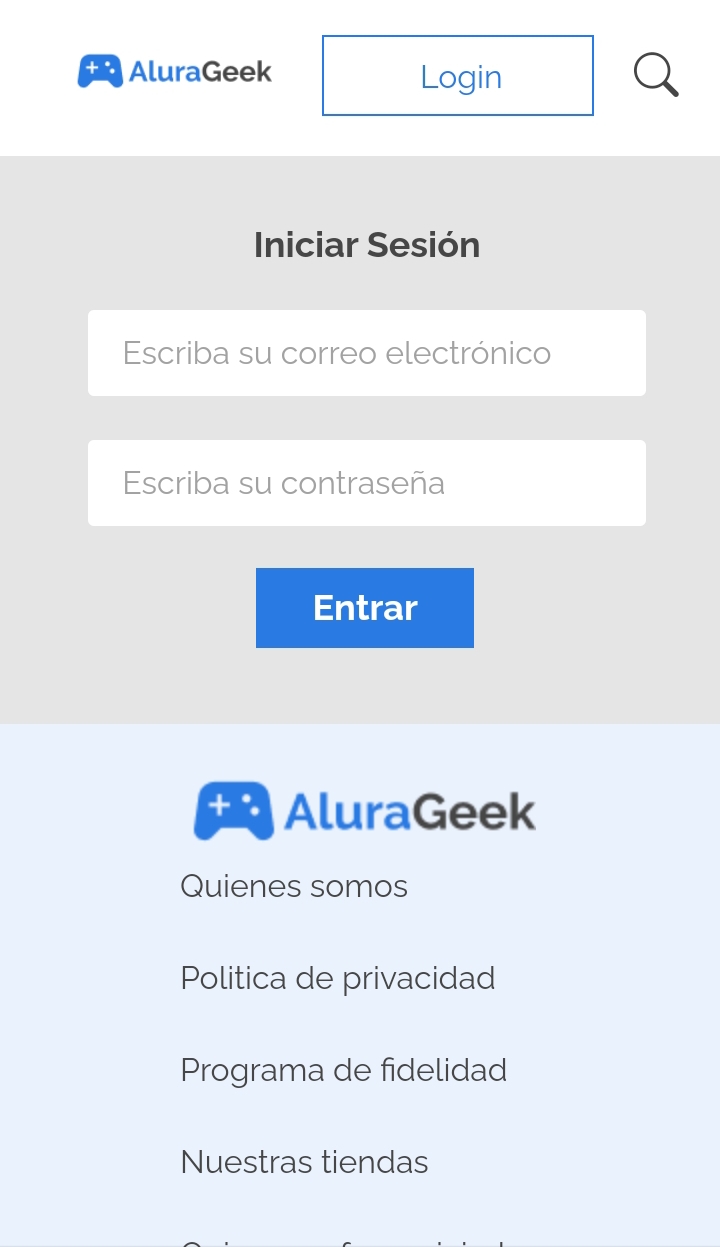 AluraGeek
Login
Iniciar Sesión
Escriba su correo electrónico
Escriba su contraseña
Entrar
AluraGeek
Quienes somos
Politica de privacidad
Programa de fidelidad
Nuestras tiendas